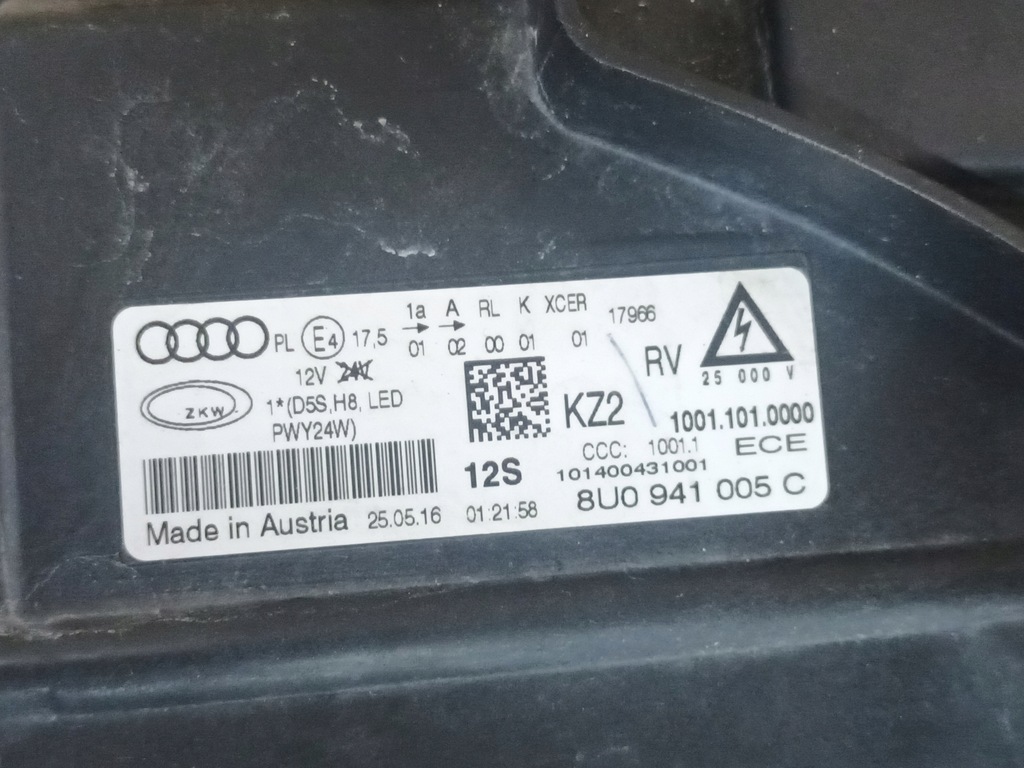 1a A RL K XCER 17966
PL E4 17,5 01 02 00 01 01
12V 24V RV 25 000 V
ZKW 1*(D5S,H8, LED
PWY24W)
KZ2 1001.101.0000
CCC: 1001.1 ECE
12S 101400431001
8U0 941 005 C
Made in Austria 25.05.16 01:21:58